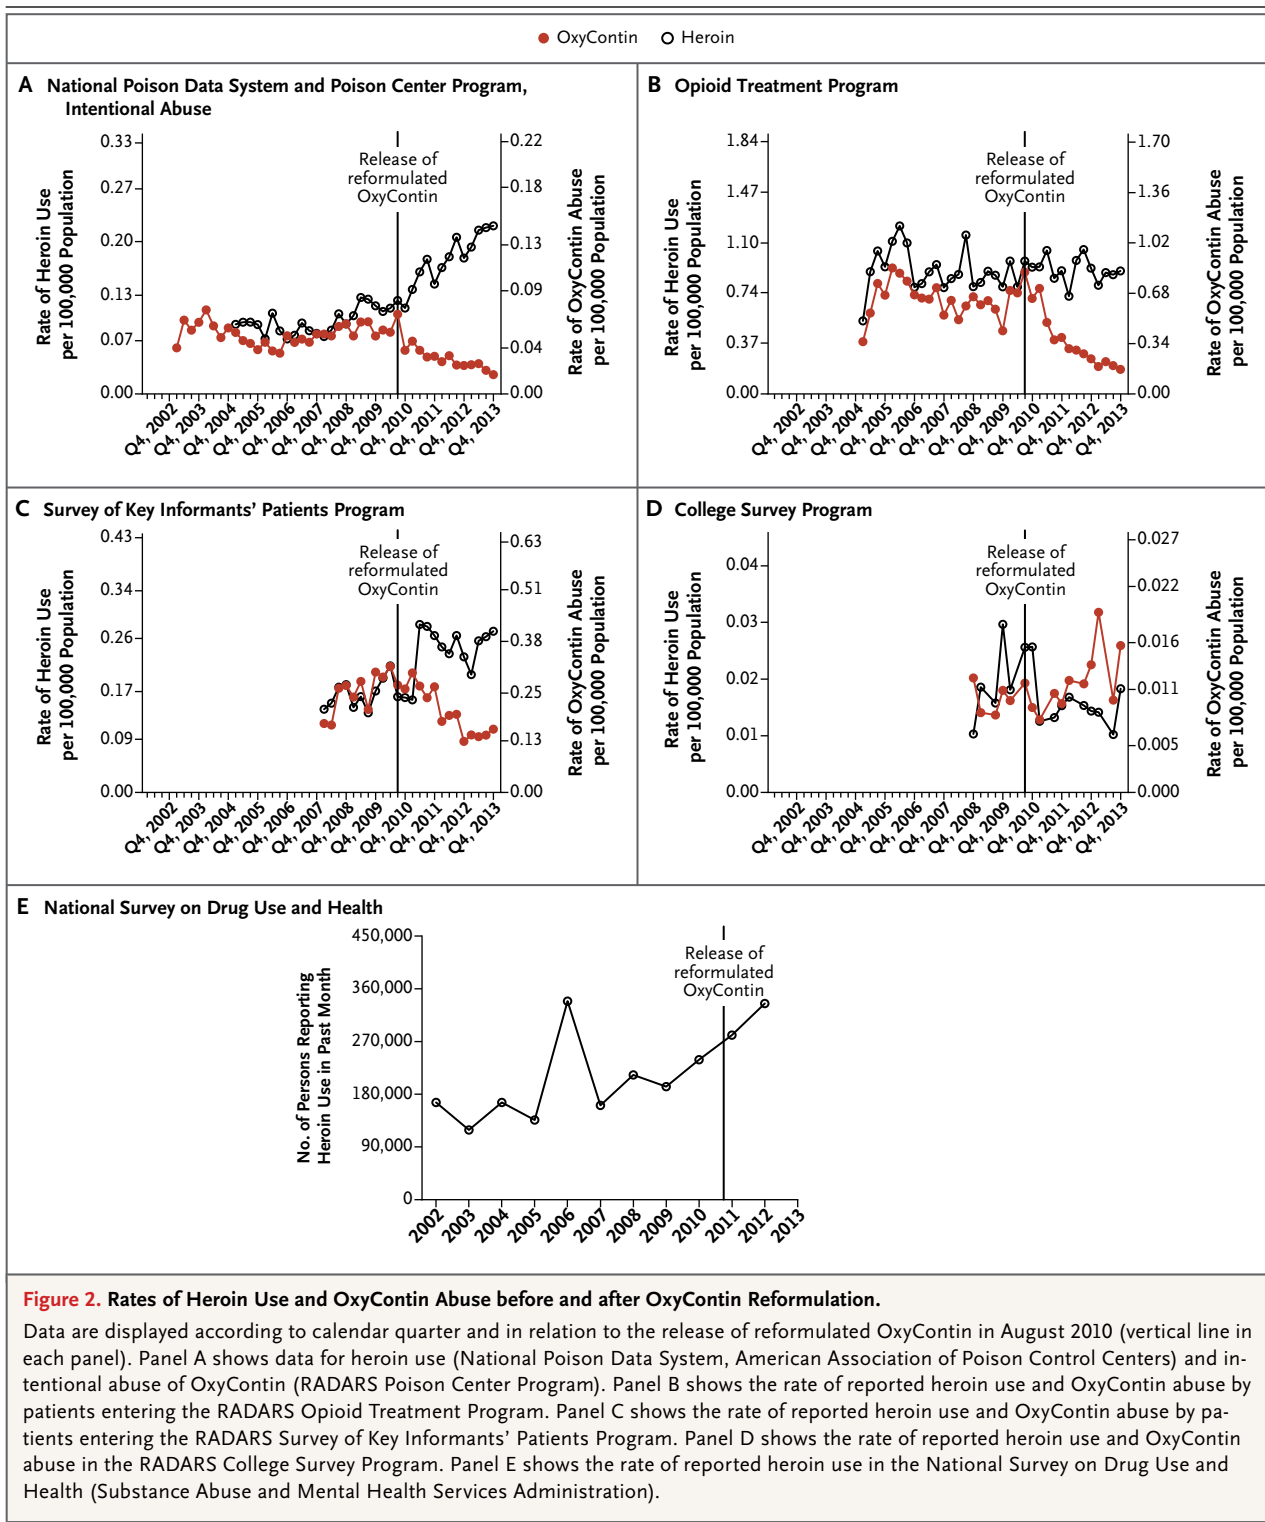 OxyContin Heroin
A National Poison Data System and Poison Center Program,
Intentional Abuse
Rate of Heroin Use
per 100,000 Population
0.33
0.27
0.20
0.13
0.07
0.00
Release of
reformulated
OxyContin
0.22
0.18
0.13
0.09
0.04
0.00
Rate of OxyContin Abuse
per 100,000 Population
Q4, 2002
Q4, 2003
Q4, 2004
Q4, 2005
Q4, 2006
Q4, 2007
Q4, 2008
Q4, 2009
Q4, 2010
Q4, 2011
Q4, 2012
Q4, 2013
B Opioid Treatment Program
Rate of Heroin Use
per 100,000 Population
1.84
1.47
1.10
0.74
0.37
0.00
Release of
reformulated
OxyContin
1.70
1.36
1.02
0.68
0.34
0.00
Rate of OxyContin Abuse
per 100,000 Population
Q4, 2002
Q4, 2003
Q4, 2004
Q4, 2005
Q4, 2006
Q4, 2007
Q4, 2008
Q4, 2009
Q4, 2010
Q4, 2011
Q4, 2012
Q4, 2013
C Survey of Key Informants’ Patients Program
Rate of Heroin Use
per 100,000 Population
0.43
0.34
0.26
0.17
0.09
0.00
Release of
reformulated
OxyContin
0.63
0.51
0.38
0.25
0.13
0.00
Rate of OxyContin Abuse
per 100,000 Population
Q4, 2002
Q4, 2003
Q4, 2004
Q4, 2005
Q4, 2006
Q4, 2007
Q4, 2008
Q4, 2009
Q4, 2010
Q4, 2011
Q4, 2012
Q4, 2013
D College Survey Program
Rate of Heroin Use
per 100,000 Population
0.04
0.03
0.02
0.01
0.00
Release of
reformulated
OxyContin
0.027
0.022
0.016
0.011
0.005
0.000
Rate of OxyContin Abuse
per 100,000 Population
Q4, 2002
Q4, 2003
Q4, 2004
Q4, 2005
Q4, 2006
Q4, 2007
Q4, 2008
Q4, 2009
Q4, 2010
Q4, 2011
Q4, 2012
Q4, 2013
E National Survey on Drug Use and Health
No. of Persons Reporting
Heroin Use in Past Month
450,000
360,000
270,000
180,000
90,000
0
Release of
reformulated
OxyContin
2002
2003
2004
2005
2006
2007
2008
2009
2010
2011
2012
2013
Figure 2. Rates of Heroin Use and OxyContin Abuse before and after OxyContin Reformulation.
Data are displayed according to calendar quarter and in relation to the release of reformulated OxyContin in August 2010 (vertical line in
each panel). Panel A shows data for heroin use (National Poison Data System, American Association of Poison Control Centers) and in-
tentional abuse of OxyContin (RADARS Poison Center Program). Panel B shows the rate of reported heroin use and OxyContin abuse by
patients entering the RADARS Opioid Treatment Program. Panel C shows the rate of reported heroin use and OxyContin abuse by pa-
tients entering the RADARS Survey of Key Informants’ Patients Program. Panel D shows the rate of reported heroin use and OxyContin
abuse in the RADARS College Survey Program. Panel E shows the rate of reported heroin use in the National Survey on Drug Use and
Health (Substance Abuse and Mental Health Services Administration).